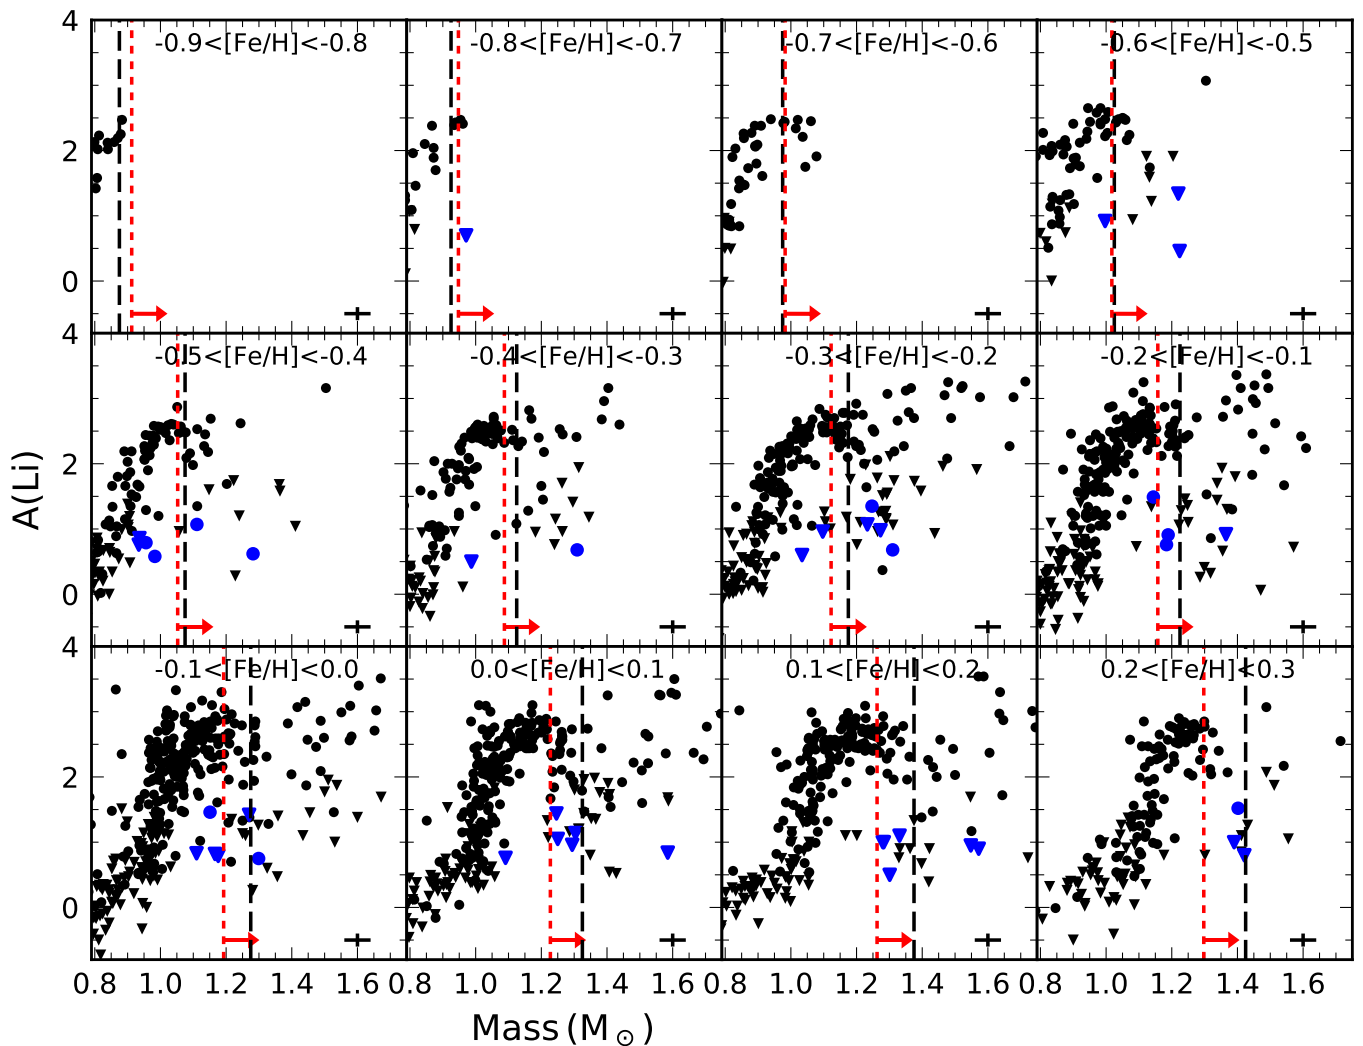 -0.9<[Fe/H]<-0.8 -0.8<[Fe/H]<-0.7 -0.7<[Fe/H]<-0.6 -0.6<[Fe/H]<-0.5
4
2
0
-0.5<[Fe/H]<-0.4 -0.4<[Fe/H]<-0.3 -0.3<[Fe/H]<-0.2 -0.2<[Fe/H]<-0.1
4
2
0
A(Li)
-0.1<[Fe/H]<0.0 0.0<[Fe/H]<0.1 0.1<[Fe/H]<0.2 0.2<[Fe/H]<0.3
4
2
0
0.8 1.0 1.2 1.4 1.6 0.8 1.0 1.2 1.4 1.6 0.8 1.0 1.2 1.4 1.6 0.8 1.0 1.2 1.4 1.6
Mass (M⊙)